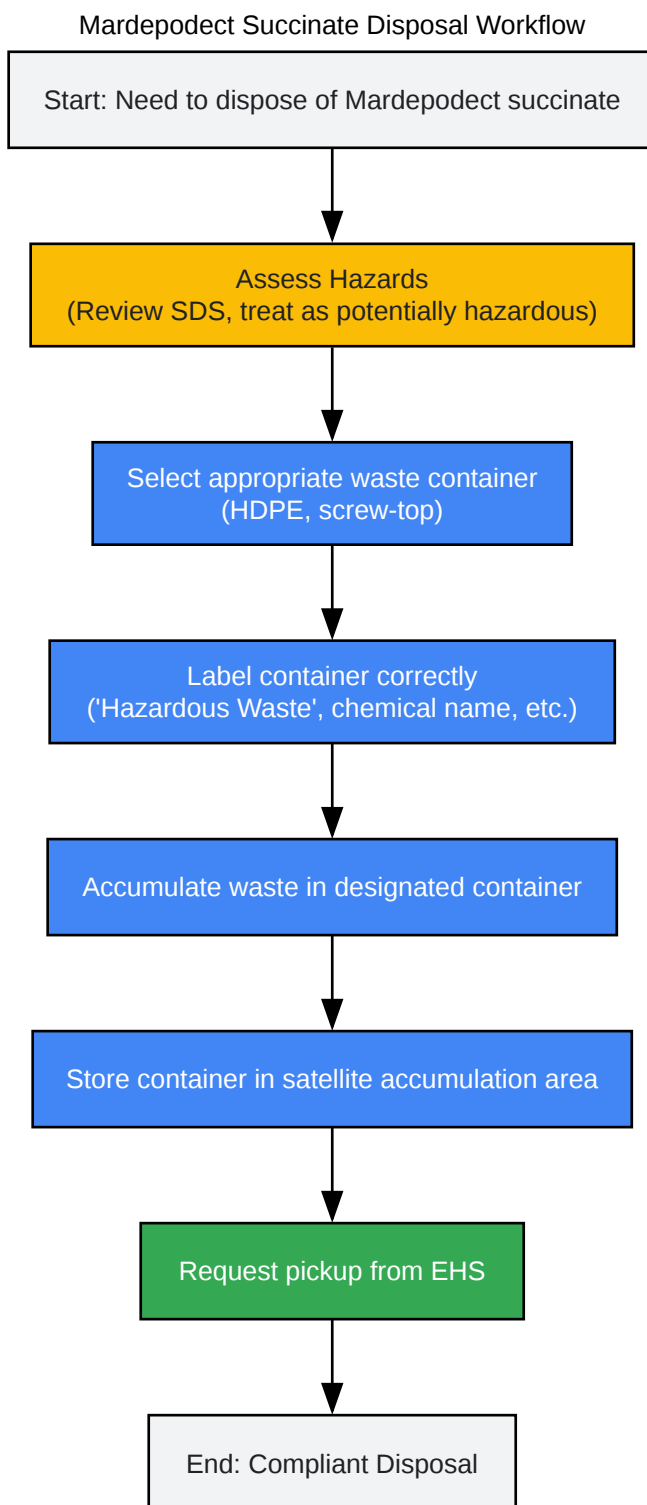 Mardepodect Succinate Disposal Workflow
Start: Need to dispose of Mardepodect succinate
Assess Hazards
(Review SDS, treat as potentially hazardous)
Select appropriate waste container
(HDPE, screw-top)
Label container correctly
('Hazardous Waste', chemical name, etc.)
Accumulate waste in designated container
Store container in satellite accumulation area
Request pickup from EHS
End: Compliant Disposal